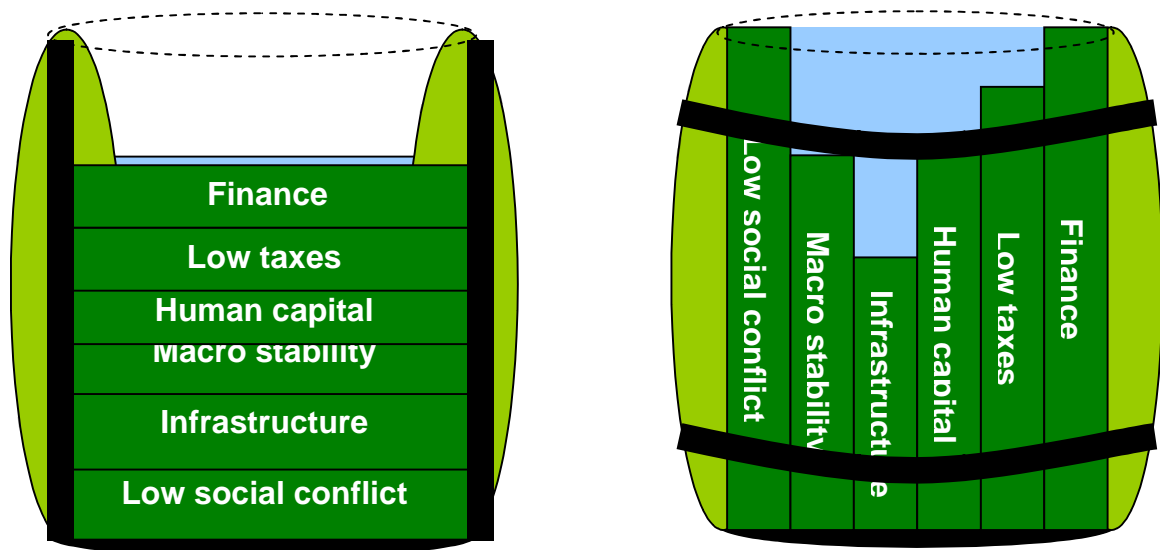 Finance
Low taxes
Human capital
Macro stability
Infrastructure
Low social conflict
Low social conflict
Macro stability
Infrastructure
Human capital
Low taxes
Finance